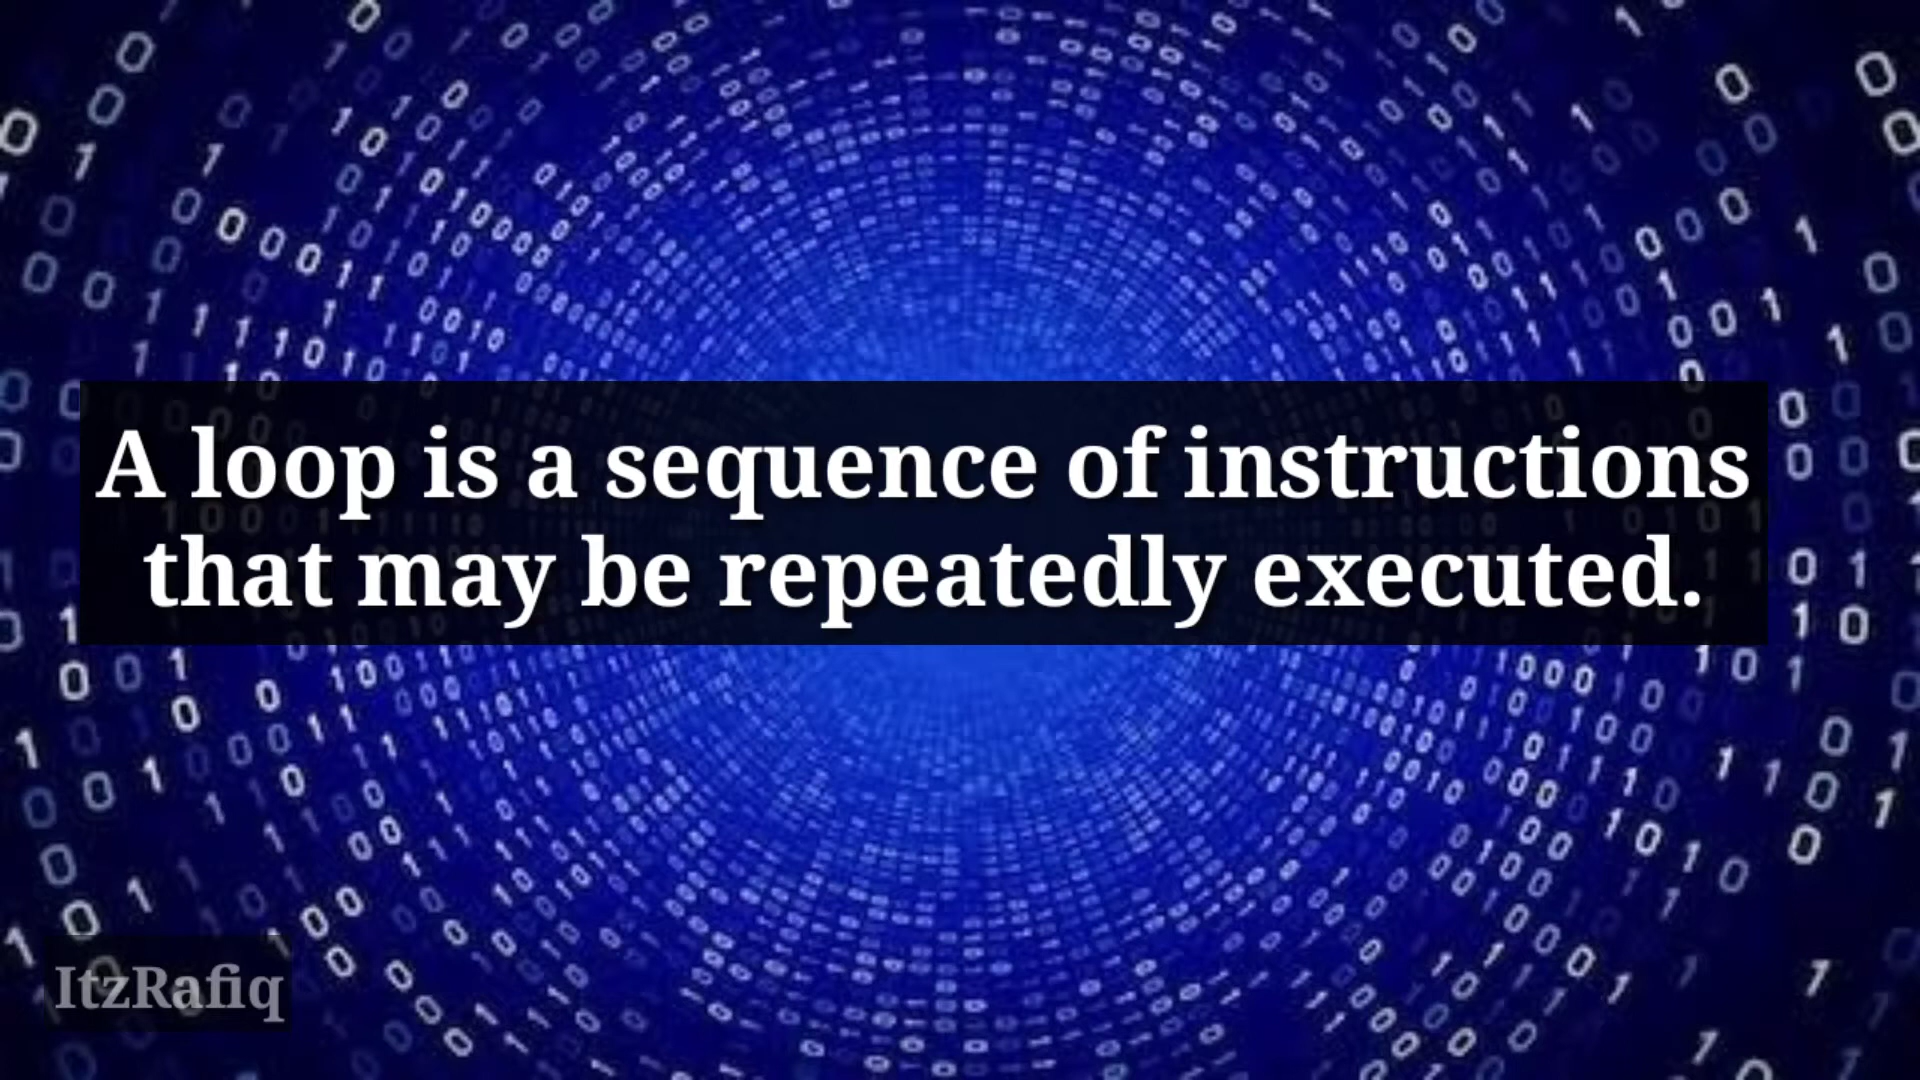 A loop is a sequence of instructions
that may be repeatedly executed.
ItzRafiq